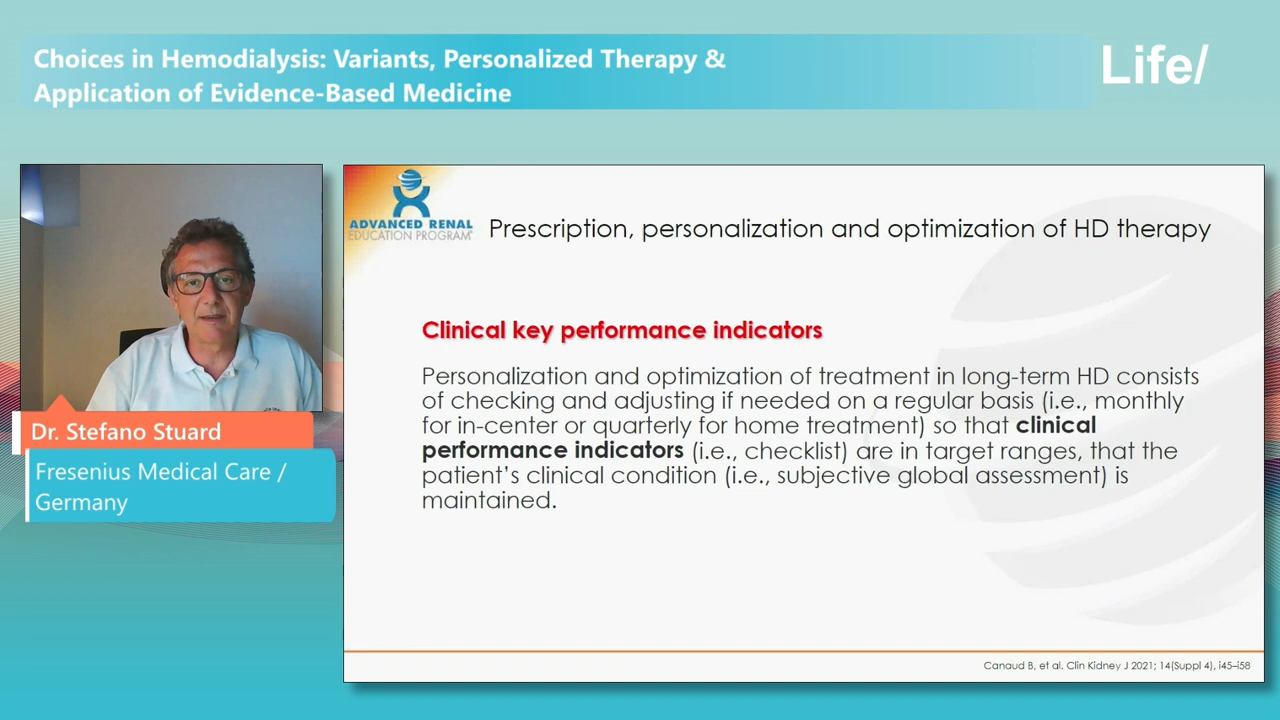 Choices in Hemodialysis: Variants, Personalized Therapy &
Application of Evidence-Based Medicine
Life/
ADVANCED RENAL
EDUCATION PROGRAM
Prescription, personalization and optimization of HD therapy
Clinical key performance indicators
Personalization and optimization of treatment in long-term HD consists
of checking and adjusting if needed on a regular basis (i.e., monthly
for in-center or quarterly for home treatment) so that clinical
performance indicators (i.e., checklist) are in target ranges, that the
patient's clinical condition (i.e., subjective global assessment) is
maintained.
Dr. Stefano Stuard
Fresenius Medical Care /
Germany
Canaud B, et al. Clin Kidney J 2021; 14(Suppl 4), i45–i58